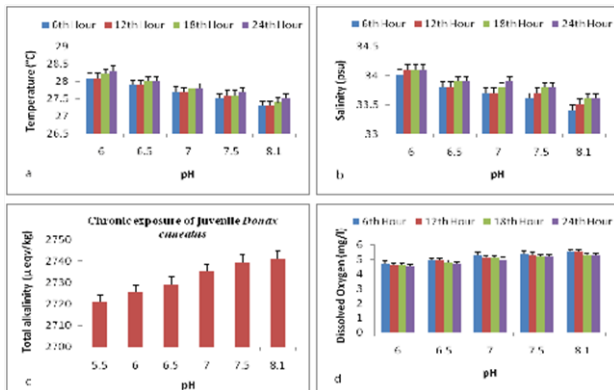 6th Hour 12th Hour 18th Hour 24th Hour
Temperature (°C)
28.5
28
27.5
27
26.5
6 6.5 7 7.5 8.1
a
pH
6th Hour 12th Hour 18th Hour 24th Hour
Salinity (psu)
34.5
34
33.5
33
6 6.5 7 7.5 8.1
b
pH
Chronic exposure of juvenile Donax
cuneatus
Total alkalinity (µ eqv/kg)
2750
2740
2730
2720
2710
2700
5.5 6 6.5 7 7.5 8.1
c
pH
6th Hour 12th Hour 18th Hour 24th Hour
Dissolved Oxygen (mg/l)
6
5
4
3
2
1
0
6 6.5 7 7.5 8.1
d
pH